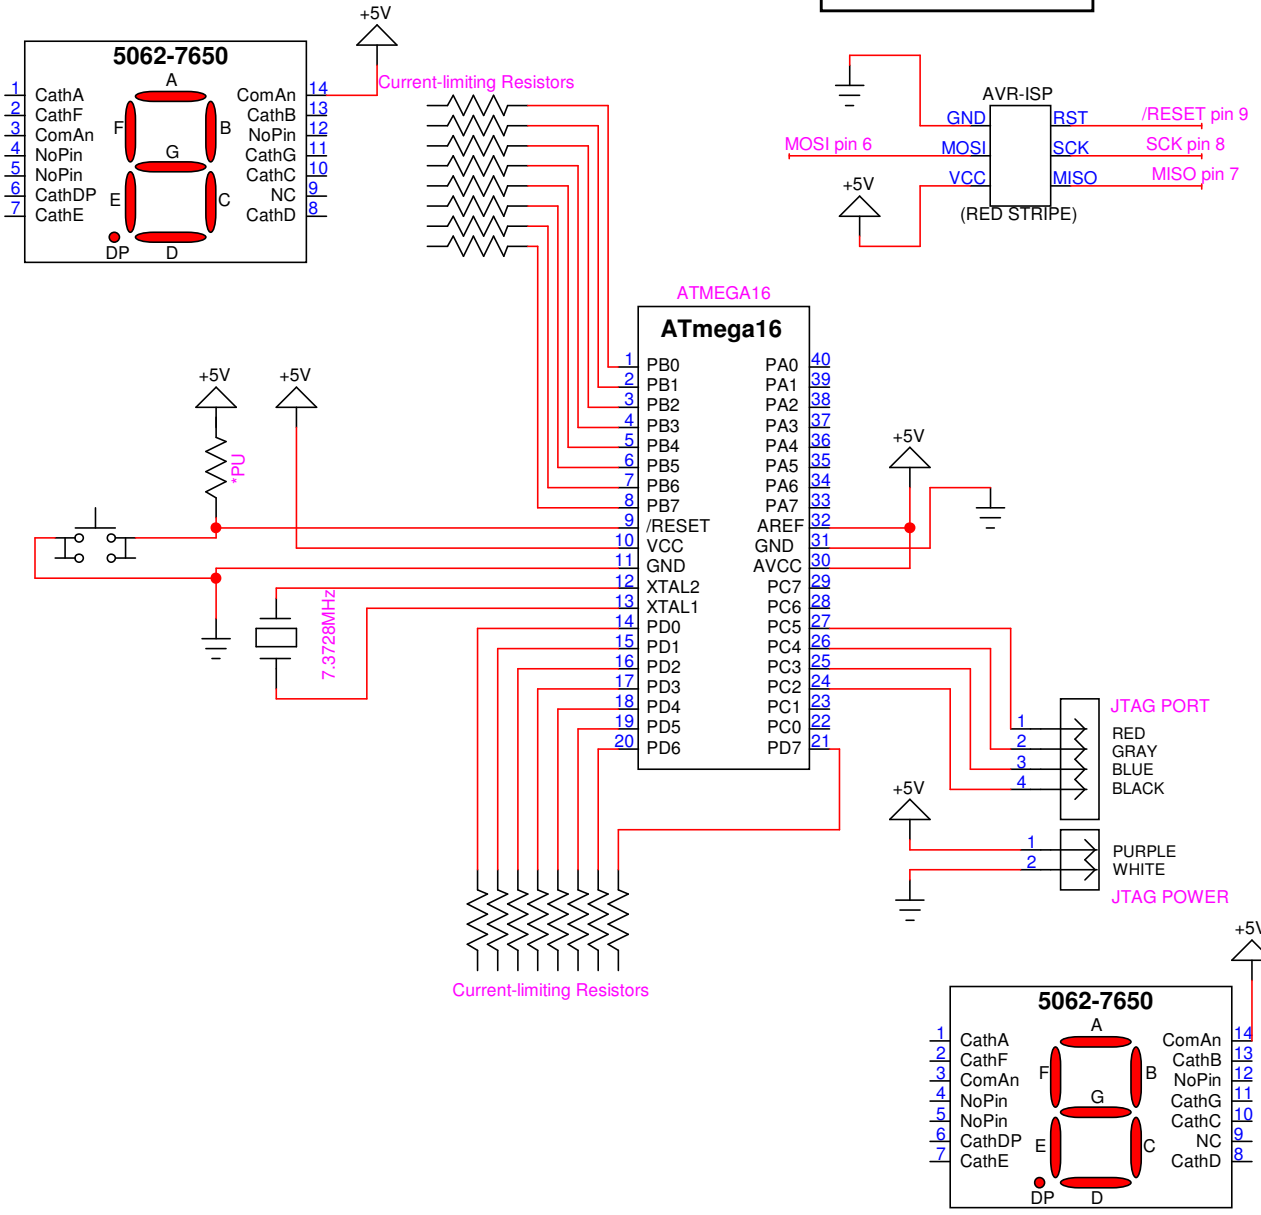 +5V
5062-7650
A
F
B
G
E
C
DP
D
1 CathA
2 CathF
3 ComAn
4 NoPin
5 NoPin
6 CathDP
7 CathE
ComAn 14
CathB 13
NoPin 12
CathG 11
CathC 10
NC 9
CathD 8
Current-limiting Resistors
AVR-ISP
GND RST /RESET pin 9
MOSI pin 6 MOSI SCK SCK pin 8
VCC MISO MISO pin 7
+5V
(RED STRIPE)
ATMEGA16
ATmega16
1 PB0 PA0 40
2 PB1 PA1 39
3 PB2 PA2 38
4 PB3 PA3 37
5 PB4 PA4 36
6 PB5 PA5 35
7 PB6 PA6 34
8 PB7 PA7 33
9 /RESET AREF 32
10 VCC GND 31
11 GND AVCC 30
12 XTAL2 PC7 29
13 XTAL1 PC6 28
14 PD0 PC5 27
15 PD1 PC4 26
16 PD2 PC3 25
17 PD3 PC2 24
18 PD4 PC1 23
19 PD5 PC0 22
20 PD6 PD7 21
+5V
+5V
*PU
7.3728MHz
+5V
JTAG PORT
1 RED
2 GRAY
3 BLUE
4 BLACK
+5V
1 PURPLE
2 WHITE
JTAG POWER
Current-limiting Resistors
+5V
5062-7650
A
F
B
G
E
C
DP
D
1 CathA
2 CathF
3 ComAn
4 NoPin
5 NoPin
6 CathDP
7 CathE
ComAn 14
CathB 13
NoPin 12
CathG 11
CathC 10
NC 9
CathD 8